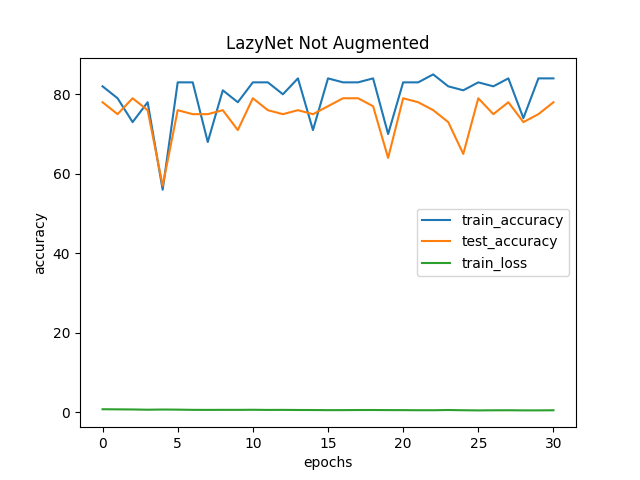 LazyNet Not Augmented
accuracy
80
60
40
20
0
train_accuracy
test_accuracy
train_loss
0 5 10 15 20 25 30
epochs